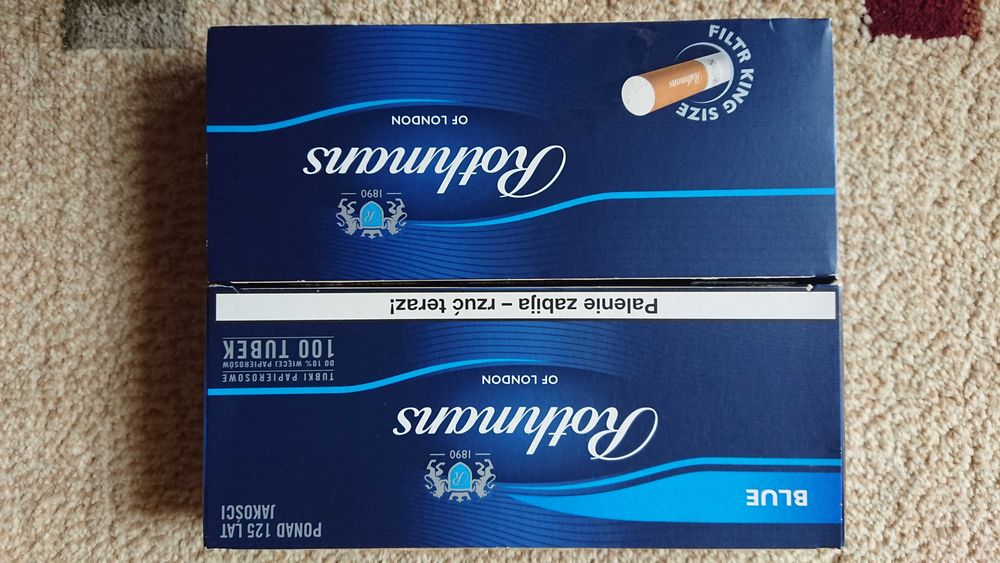 PONAD 125 LAT
JAKOŚCI
BLUE
R
1890
Rothmans
OF LONDON
TUBKI PAPIEROSOWE
DO 10% WIĘCEJ PAPIEROSÓW
100 TUBEK
Palenie zabija – rzuć teraz!
R
1890
Rothmans
OF LONDON
FILTR KING SIZE
Rothmans